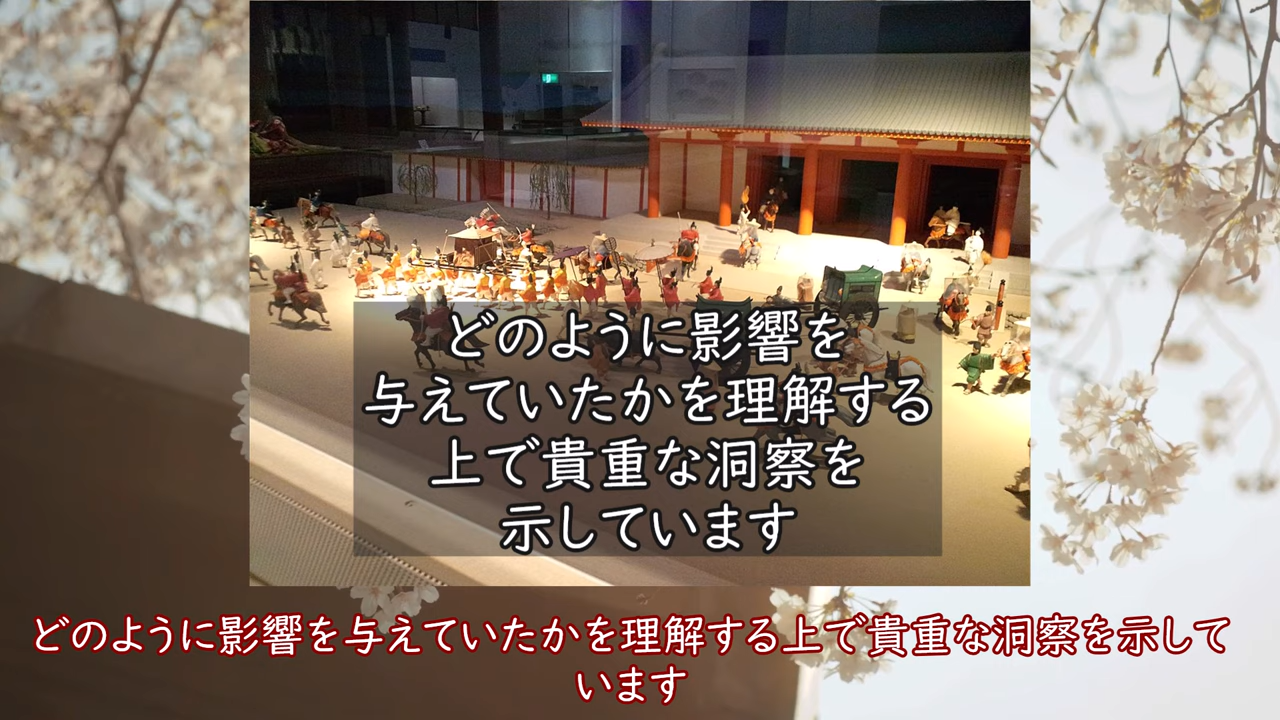 どのように影響を
与えていたかを理解する
上で貴重な洞察を
示しています
どのように影響を与えていたかを理解する上で貴重な洞察を示して
います